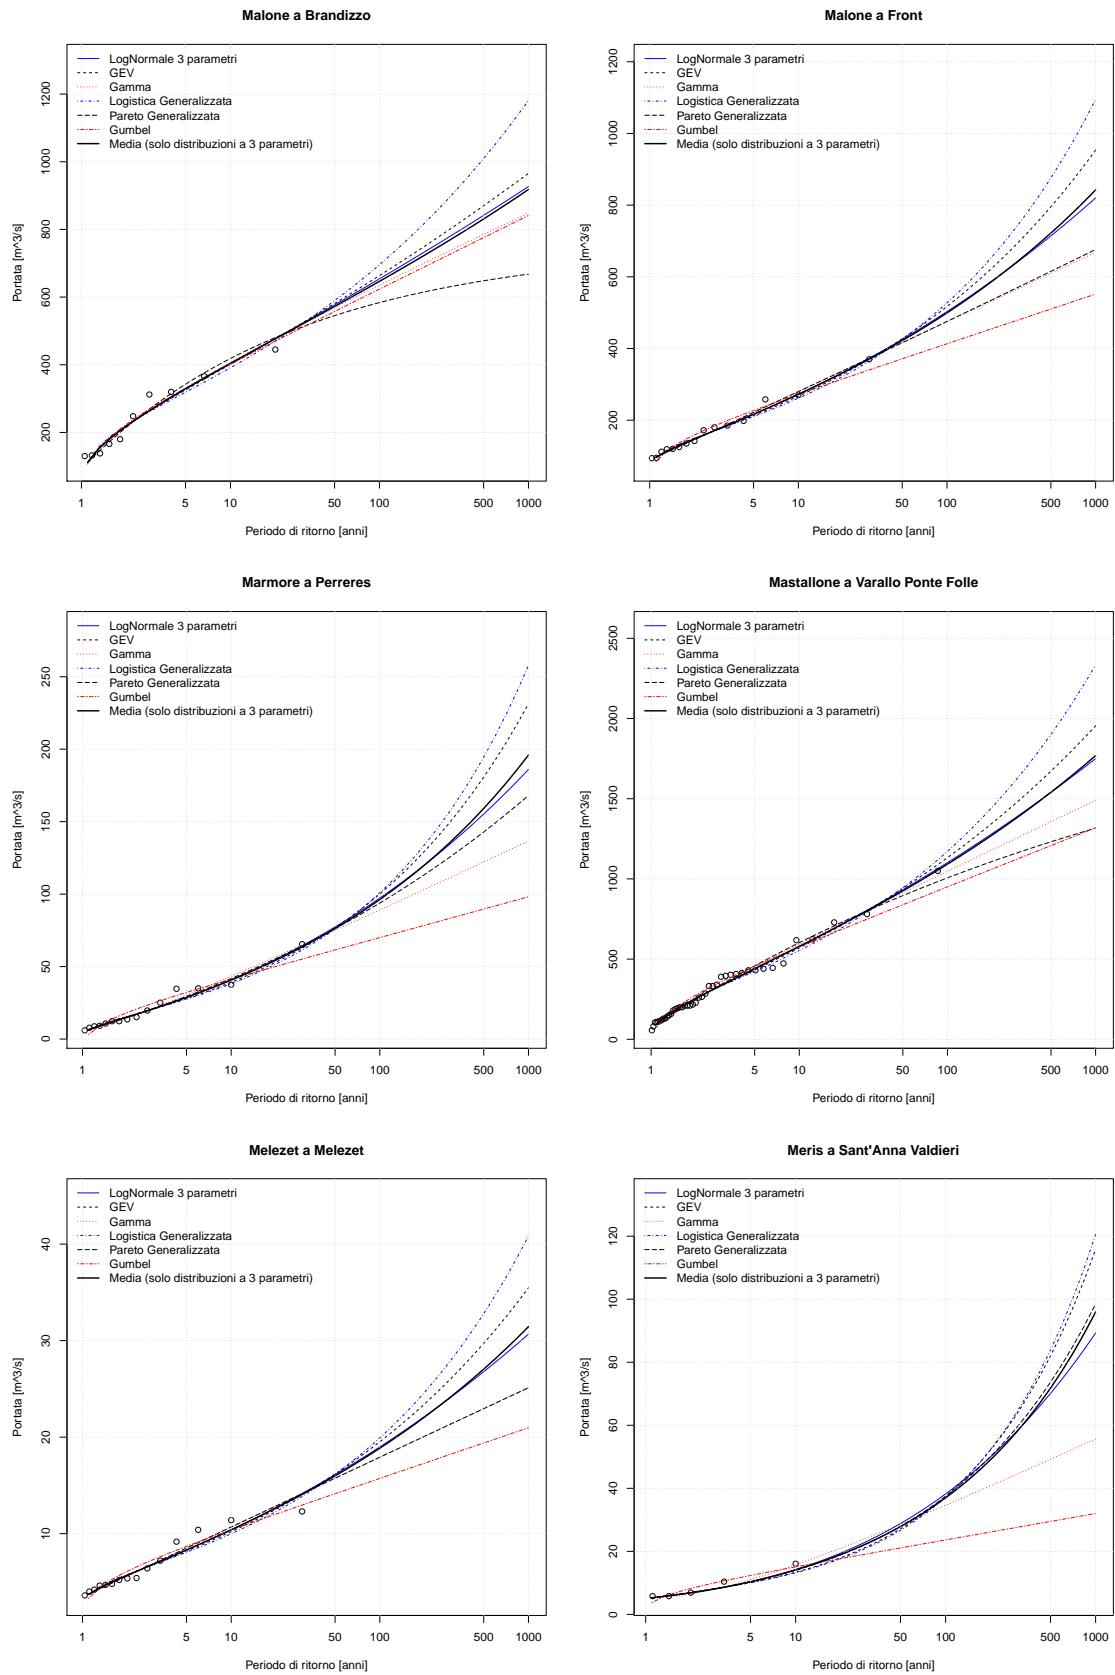 Malone a Brandizzo
LogNormale 3 parametri
GEV
Gamma
Logistica Generalizzata
Pareto Generalizzata
Gumbel
Media (solo distribuzioni a 3 parametri)
Portata [m^3/s]
200
400
600
800
1000
1200
1
5
10
50
100
500
1000
Periodo di ritorno [anni]
Malone a Front
LogNormale 3 parametri
GEV
Gamma
Logistica Generalizzata
Pareto Generalizzata
Gumbel
Media (solo distribuzioni a 3 parametri)
Portata [m^3/s]
200
400
600
800
1000
1200
1
5
10
50
100
500
1000
Periodo di ritorno [anni]
Marmore a Perreres
LogNormale 3 parametri
GEV
Gamma
Logistica Generalizzata
Pareto Generalizzata
Gumbel
Media (solo distribuzioni a 3 parametri)
Portata [m^3/s]
0
50
100
150
200
250
1
5
10
50
100
500
1000
Periodo di ritorno [anni]
Mastallone a Varallo Ponte Folle
LogNormale 3 parametri
GEV
Gamma
Logistica Generalizzata
Pareto Generalizzata
Gumbel
Media (solo distribuzioni a 3 parametri)
Portata [m^3/s]
0
500
1000
1500
2000
2500
1
5
10
50
100
500
1000
Periodo di ritorno [anni]
Melezet a Melezet
LogNormale 3 parametri
GEV
Gamma
Logistica Generalizzata
Pareto Generalizzata
Gumbel
Media (solo distribuzioni a 3 parametri)
Portata [m^3/s]
10
20
30
40
1
5
10
50
100
500
1000
Periodo di ritorno [anni]
Meris a Sant'Anna Valdieri
LogNormale 3 parametri
GEV
Gamma
Logistica Generalizzata
Pareto Generalizzata
Gumbel
Media (solo distribuzioni a 3 parametri)
Portata [m^3/s]
0
20
40
60
80
100
120
1
5
10
50
100
500
1000
Periodo di ritorno [anni]